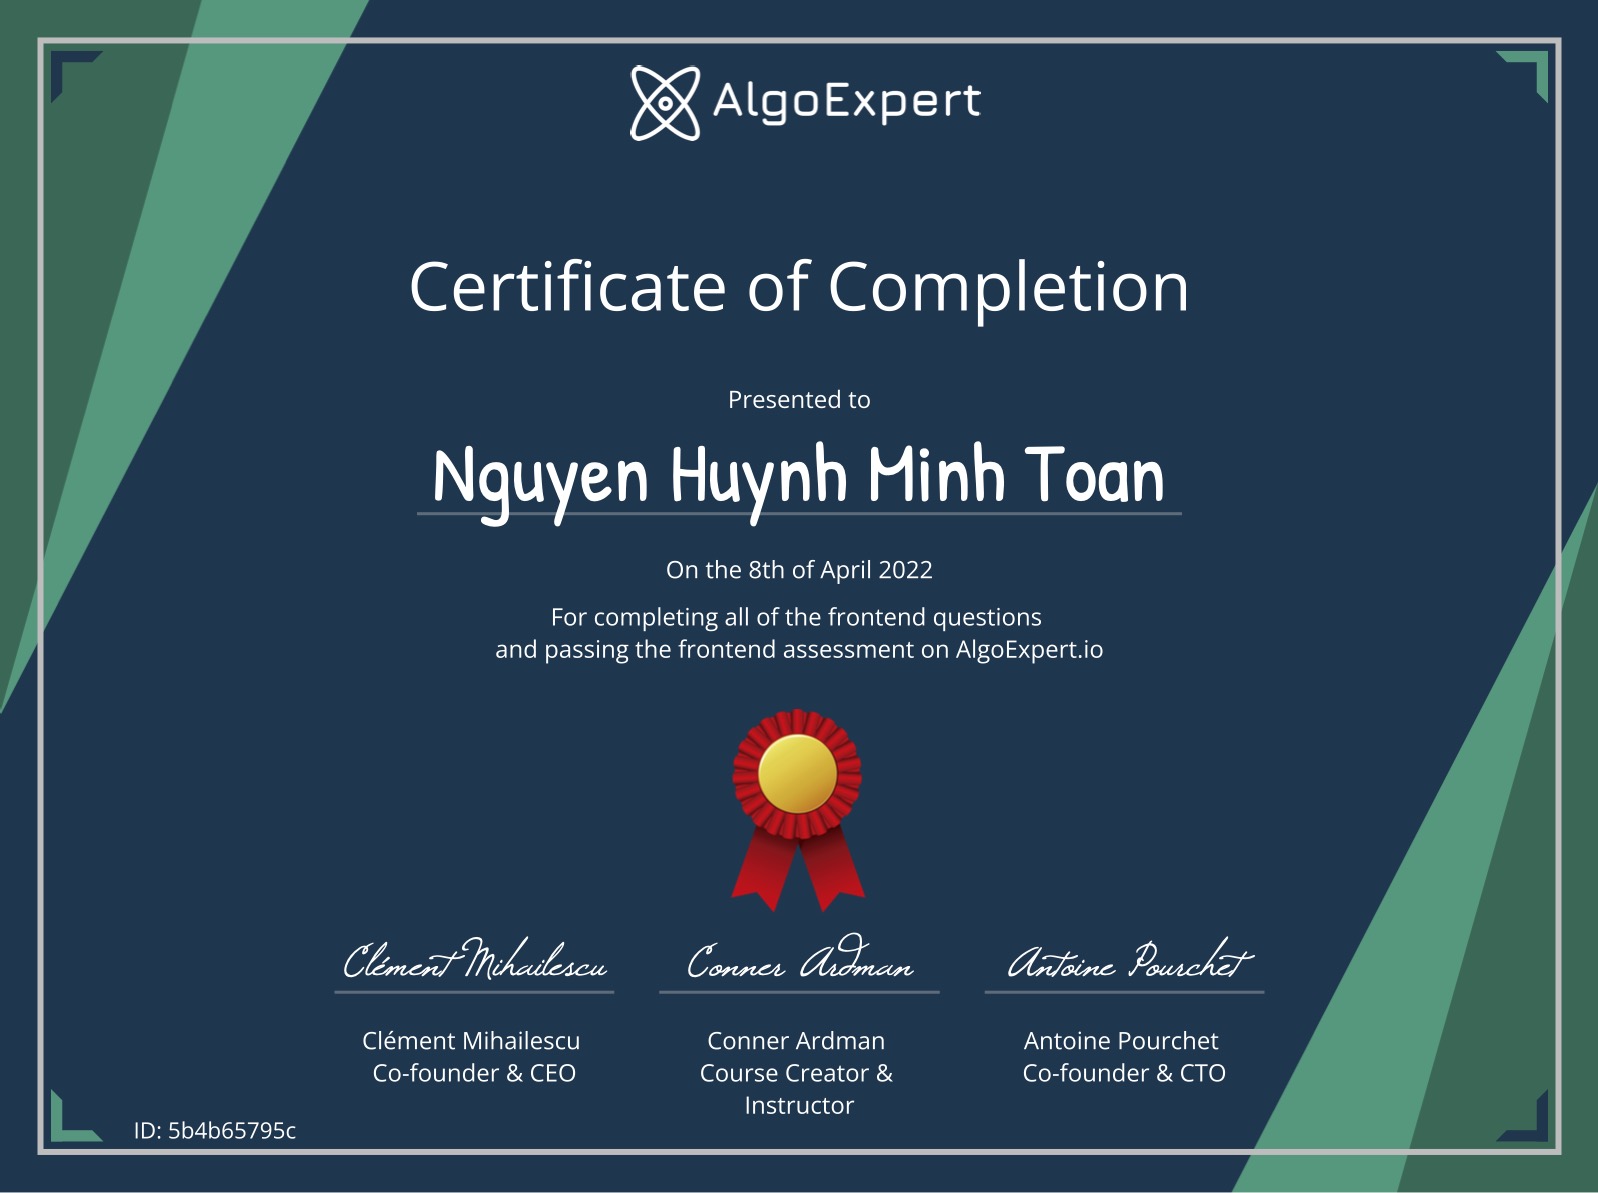 AlgoExpert
Certificate of Completion
Presented to
Nguyen Huynh Minh Toan
On the 8th of April 2022
For completing all of the frontend questions
and passing the frontend assessment on AlgoExpert.io
Clément Mihailescu
Conner Ardman
Antoine Pourchet
Clément Mihailescu
Co-founder & CEO
Conner Ardman
Course Creator &
Instructor
Antoine Pourchet
Co-founder & CTO
ID: 5b4b65795c